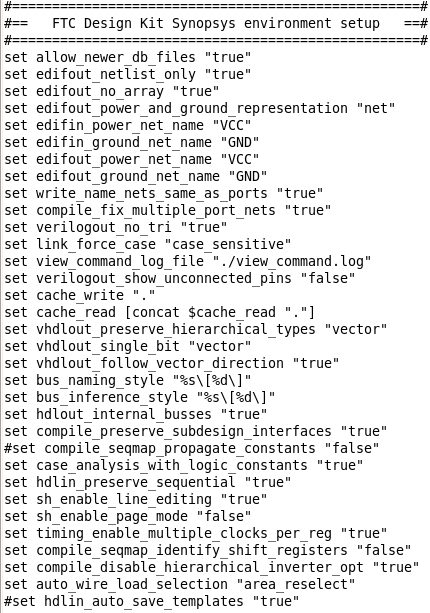 #===================================================#
#==   FTC Design Kit Synopsys environment setup   ==#
#===================================================#
set allow_newer_db_files "true"
set edifout_netlist_only "true"
set edifout_no_array "true"
set edifout_power_and_ground_representation "net"
set edifin_power_net_name "VCC"
set edifin_ground_net_name "GND"
set edifout_power_net_name "VCC"
set edifout_ground_net_name "GND"
set write_name_nets_same_as_ports "true"
set compile_fix_multiple_port_nets "true"
set verilogout_no_tri "true"
set link_force_case "case_sensitive"
set view_command_log_file "./view_command.log"
set verilogout_show_unconnected_pins "false"
set cache_write "."
set cache_read [concat $cache_read "."]
set vhdlout_preserve_hierarchical_types "vector"
set vhdlout_single_bit "vector"
set vhdlout_follow_vector_direction "true"
set bus_naming_style "%s\[%d\]"
set bus_inference_style "%s\[%d\]"
set hdlout_internal_busses "true"
set compile_preserve_subdesign_interfaces "true"
#set compile_seqmap_propagate_constants "false"
set case_analysis_with_logic_constants "true"
set hdlin_preserve_sequential "true"
set sh_enable_line_editing "true"
set sh_enable_page_mode "false"
set timing_enable_multiple_clocks_per_reg "true"
set compile_seqmap_identify_shift_registers "false"
set compile_disable_hierarchical_inverter_opt "true"
set auto_wire_load_selection "area_reselect"
#set hdlin_auto_save_templates "true"